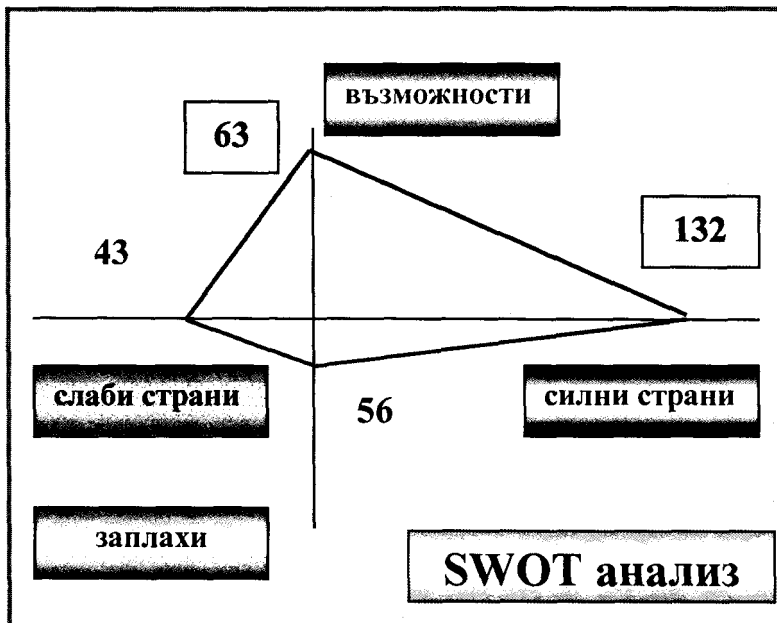 възможности
63
132
43
слаби страни
силни страни
56
заплахи
SWOT анализ